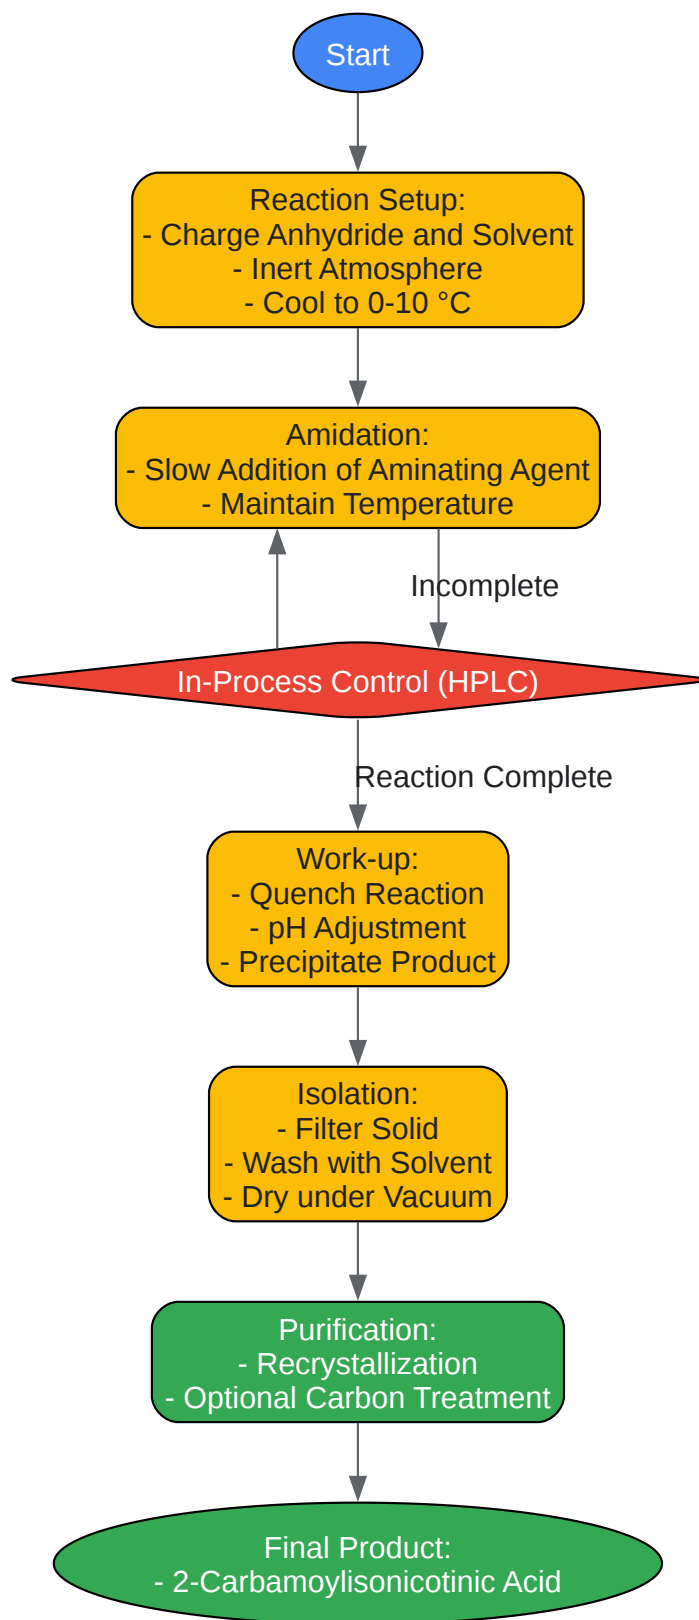 Start
Reaction Setup:
- Charge Anhydride and Solvent
- Inert Atmosphere
- Cool to 0-10 °C
Amidation:
- Slow Addition of Aminating Agent
- Maintain Temperature
Incomplete
In-Process Control (HPLC)
Reaction Complete
Work-up:
- Quench Reaction
- pH Adjustment
- Precipitate Product
Isolation:
- Filter Solid
- Wash with Solvent
- Dry under Vacuum
Purification:
- Recrystallization
- Optional Carbon Treatment
Final Product:
- 2-Carbamoylisonicotinic Acid